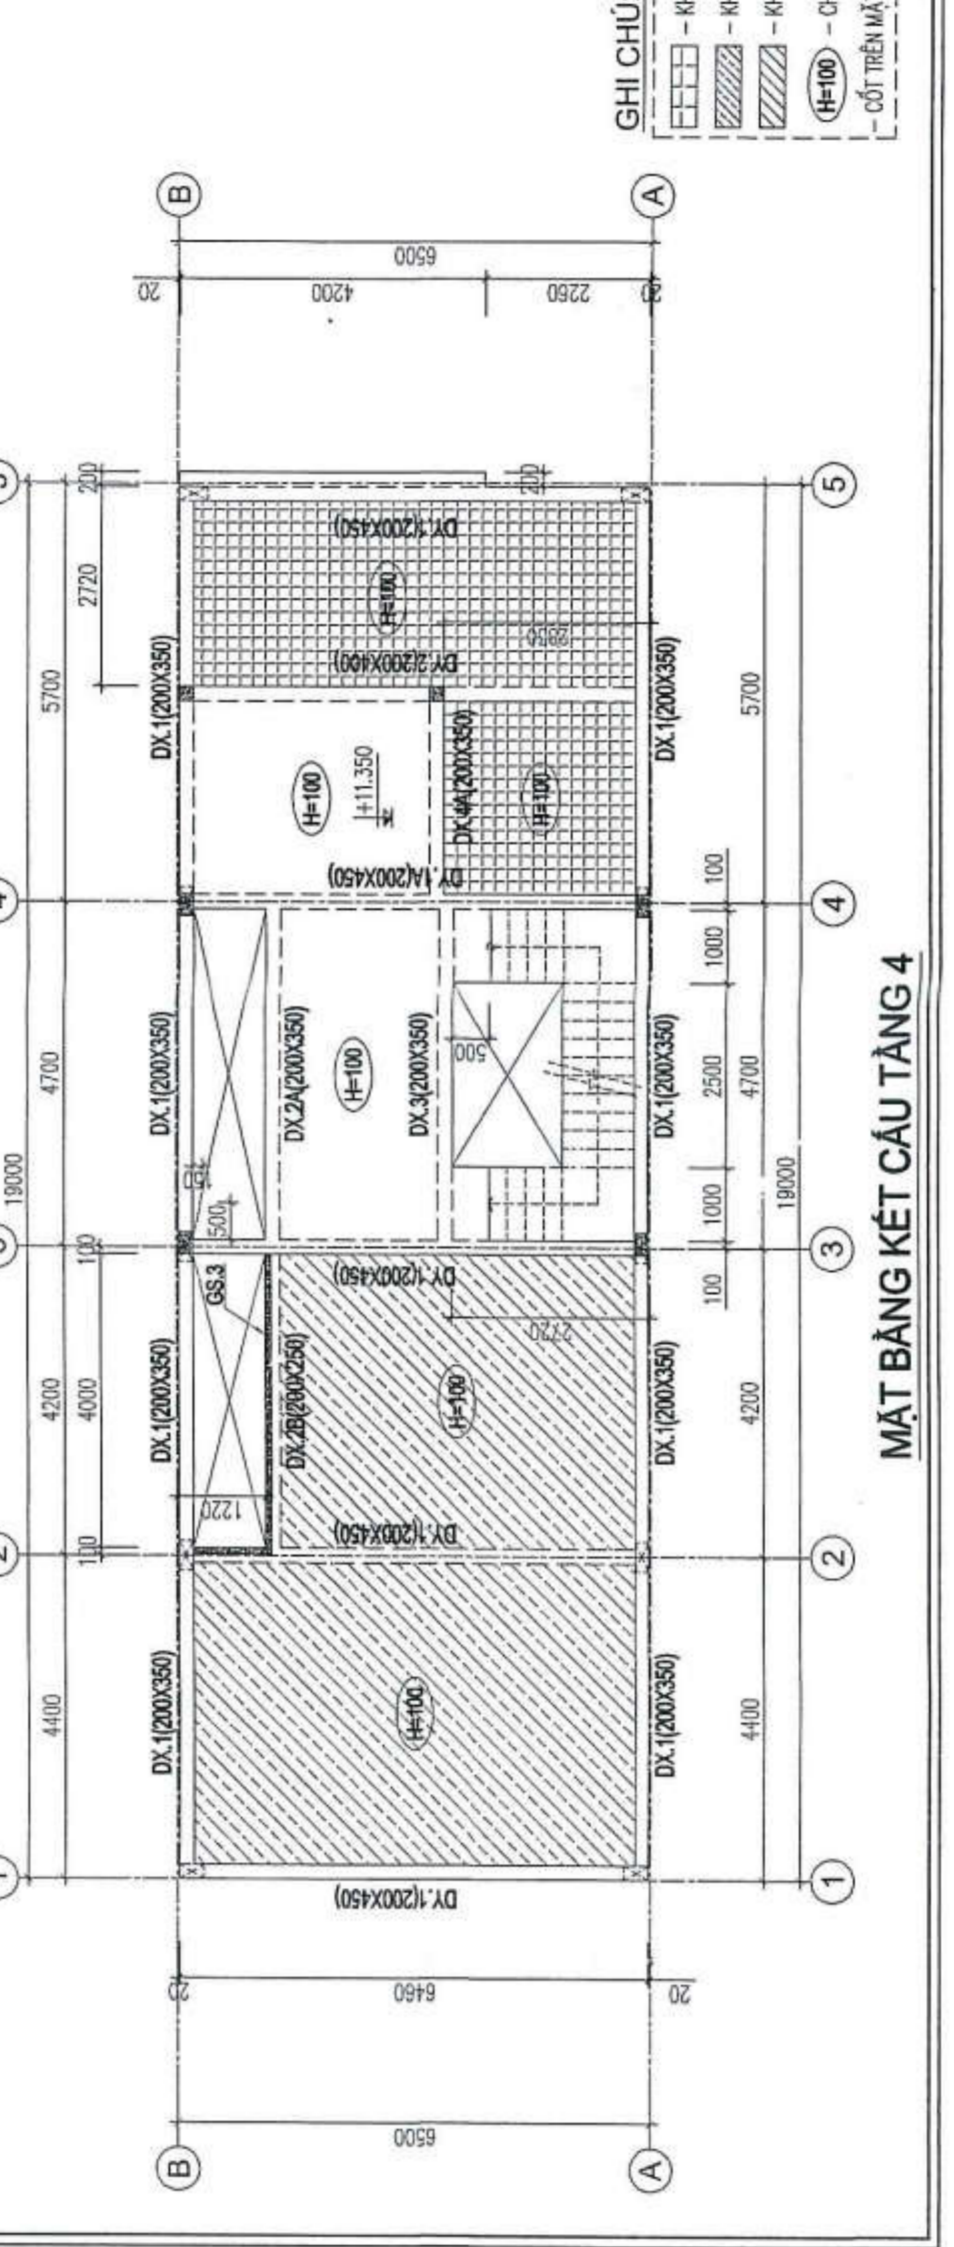 19000
5700
4700
4200
4400
200
2720
100
4000
100
DX.1(200X350)
DX.1(200X350)
DX.1(200X350)
DX.1(200X350)
B
B
20
4200
6500
2260
20
A
20
6460
6500
20
A
DY.1(200X450)
DY.1(200X450)
DY.1(200X450)
DY.1A(200X450)
DY.2(200X400)
DY.1(200X450)
H=100
H=100
1220
GS.3
DX.2B(200X250)
2720
500
150
DX.2A(200X350)
H=100
DX.3(200X350)
500
H=100
+11.350
DX.4A(200X350)
H=100
H=100
2830
200
DX.1(200X350)
DX.1(200X350)
DX.1(200X350)
DX.1(200X350)
100
1000
2500
1000
100
4400
4200
4700
5700
19000
1
2
3
4
5
MẶT BẰNG KẾT CẤU TẦNG 4
GHI CHÚ
– KH
H=100 – CH
– CỐT TRÊN MẶ